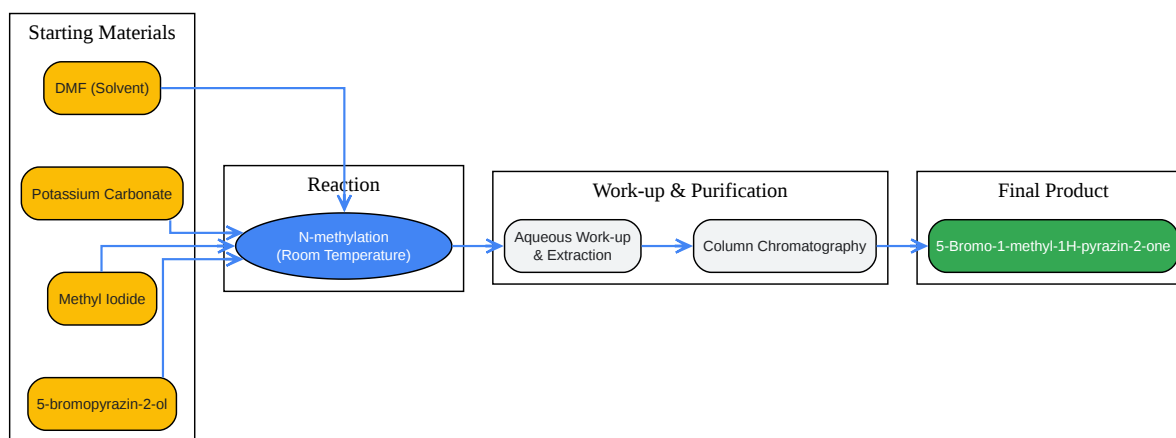 Starting Materials
DMF (Solvent)
Potassium Carbonate
Methyl Iodide
5-bromopyrazin-2-ol
Reaction
N-methylation
(Room Temperature)
Work-up & Purification
Aqueous Work-up
& Extraction
Column Chromatography
Final Product
5-Bromo-1-methyl-1H-pyrazin-2-one